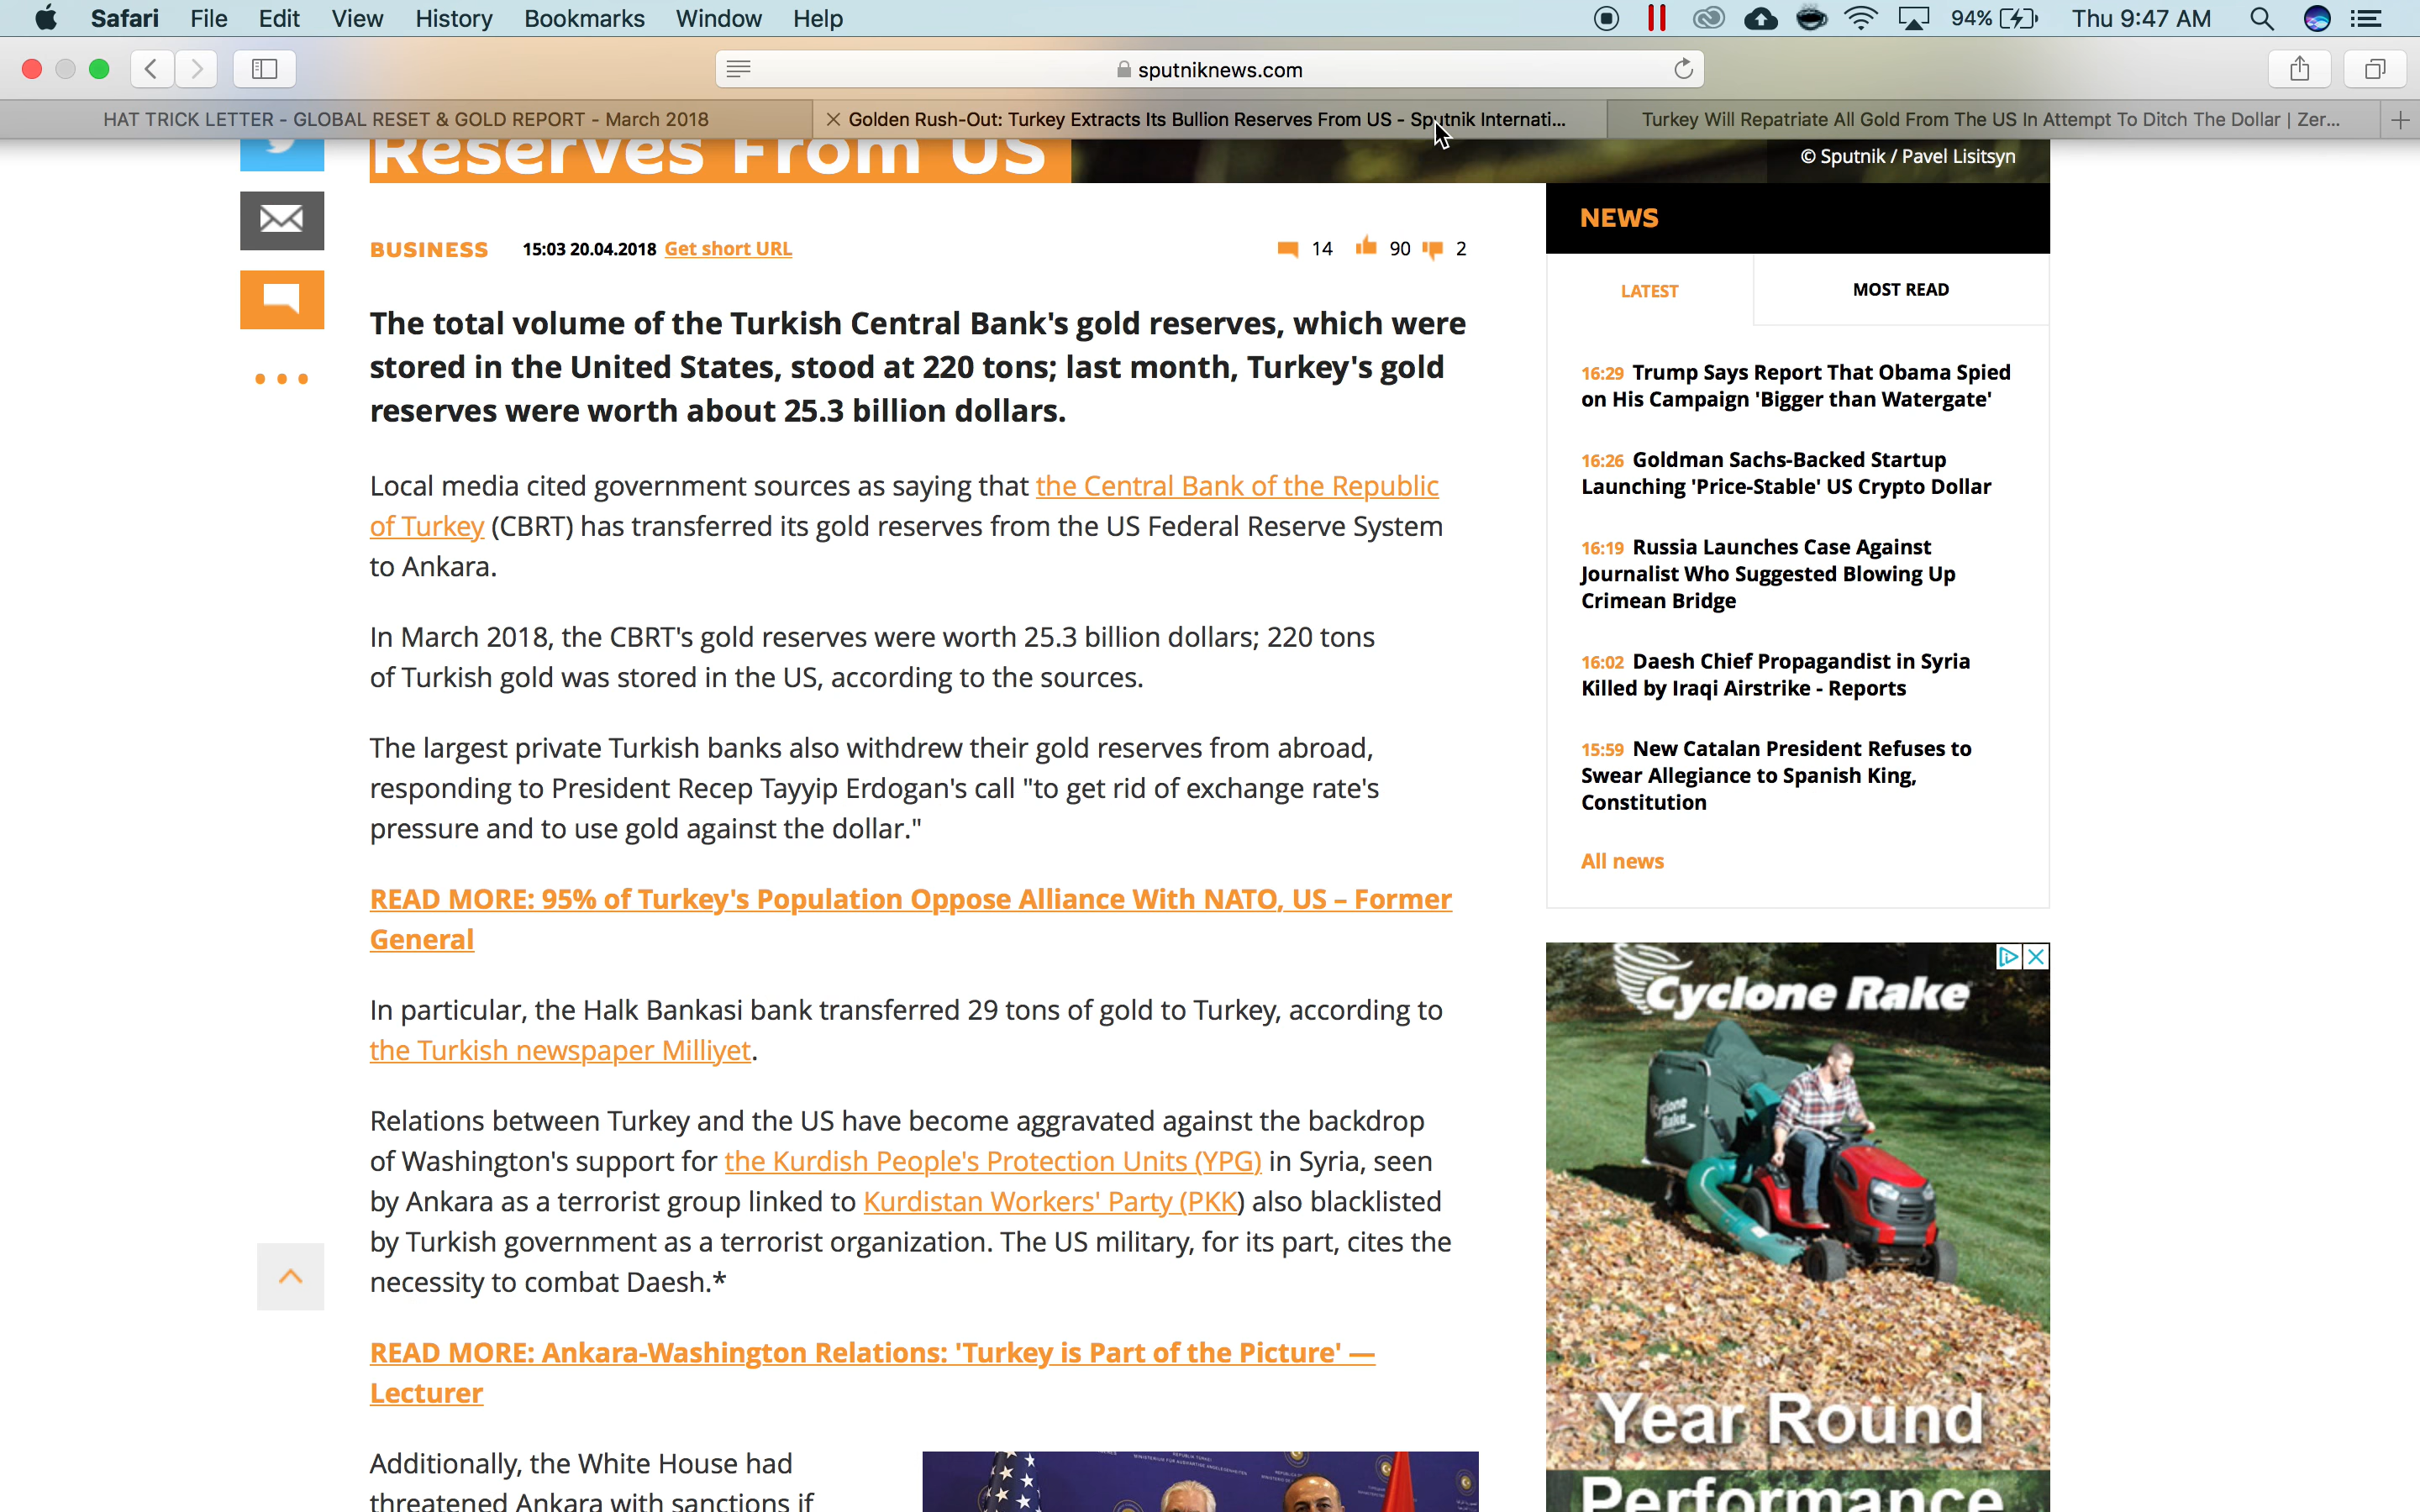 Safari File Edit View History Bookmarks Window Help 94% Thu 9:47 AM
sputniknews.com
HAT TRICK LETTER - GLOBAL RESET & GOLD REPORT - March 2018
Golden Rush-Out: Turkey Extracts Its Bullion Reserves From US - Sputnik Internati...
Turkey Will Repatriate All Gold From The US In Attempt To Ditch The Dollar | Zer...
Reserves From US
© Sputnik / Pavel Lisitsyn
BUSINESS 15:03 20.04.2018 Get short URL 14 90 2
The total volume of the Turkish Central Bank's gold reserves, which were
stored in the United States, stood at 220 tons; last month, Turkey's gold
reserves were worth about 25.3 billion dollars.
Local media cited government sources as saying that the Central Bank of the Republic
of Turkey (CBRT) has transferred its gold reserves from the US Federal Reserve System
to Ankara.
In March 2018, the CBRT's gold reserves were worth 25.3 billion dollars; 220 tons
of Turkish gold was stored in the US, according to the sources.
The largest private Turkish banks also withdrew their gold reserves from abroad,
responding to President Recep Tayyip Erdogan's call "to get rid of exchange rate's
pressure and to use gold against the dollar."
READ MORE: 95% of Turkey's Population Oppose Alliance With NATO, US – Former
General
In particular, the Halk Bankasi bank transferred 29 tons of gold to Turkey, according to
the Turkish newspaper Milliyet.
Relations between Turkey and the US have become aggravated against the backdrop
of Washington's support for the Kurdish People's Protection Units (YPG) in Syria, seen
by Ankara as a terrorist group linked to Kurdistan Workers' Party (PKK) also blacklisted
by Turkish government as a terrorist organization. The US military, for its part, cites the
necessity to combat Daesh.*
READ MORE: Ankara-Washington Relations: 'Turkey is Part of the Picture' —
Lecturer
Additionally, the White House had
threatened Ankara with sanctions if
NEWS
LATEST
MOST READ
16:29 Trump Says Report That Obama Spied
on His Campaign 'Bigger than Watergate'
16:26 Goldman Sachs-Backed Startup
Launching 'Price-Stable' US Crypto Dollar
16:19 Russia Launches Case Against
Journalist Who Suggested Blowing Up
Crimean Bridge
16:02 Daesh Chief Propagandist in Syria
Killed by Iraqi Airstrike - Reports
15:59 New Catalan President Refuses to
Swear Allegiance to Spanish King,
Constitution
All news
Cyclone Rake
Cyclone
Rake
Year Round
Performance